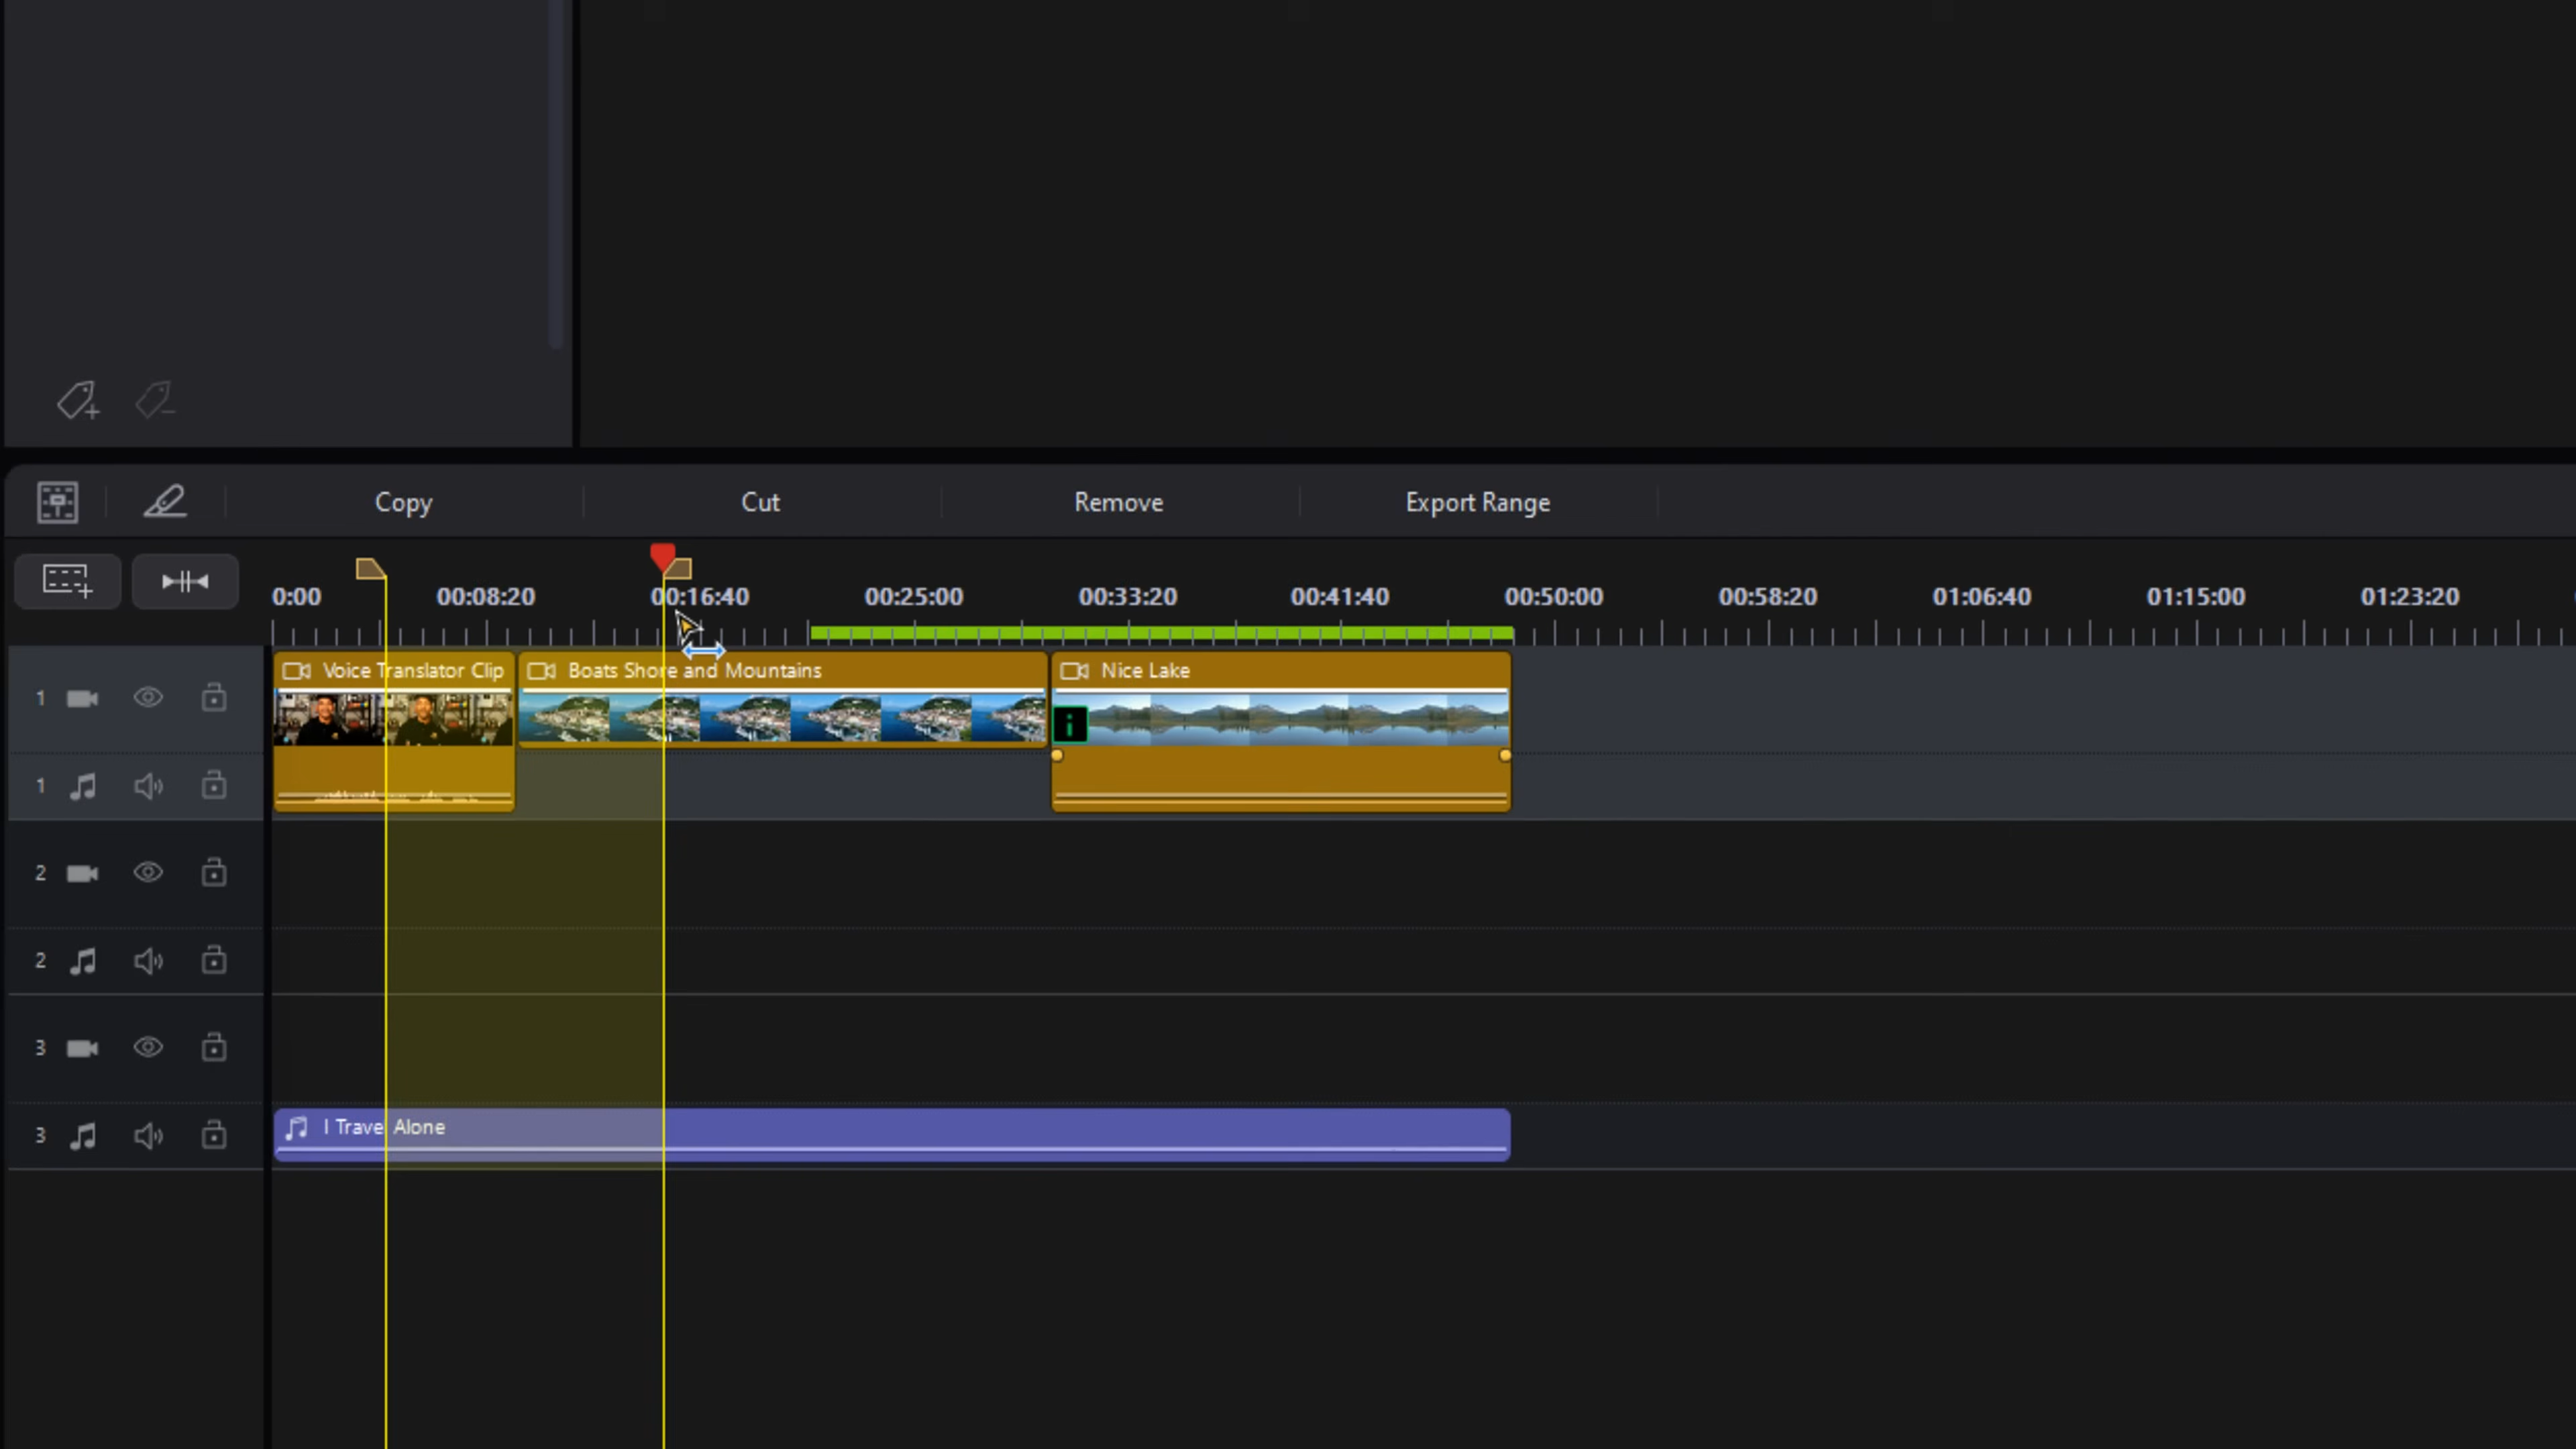 Copy Cut Remove Export Range
0:00 00:08:20 00:16:40 00:25:00 00:33:20 00:41:40 00:50:00 00:58:20 01:06:40 01:15:00 01:23:20
1 Voice Translator Clip Boats Shore and Mountains Nice Lake
i
1
2
2
3
3 I Travel Alone